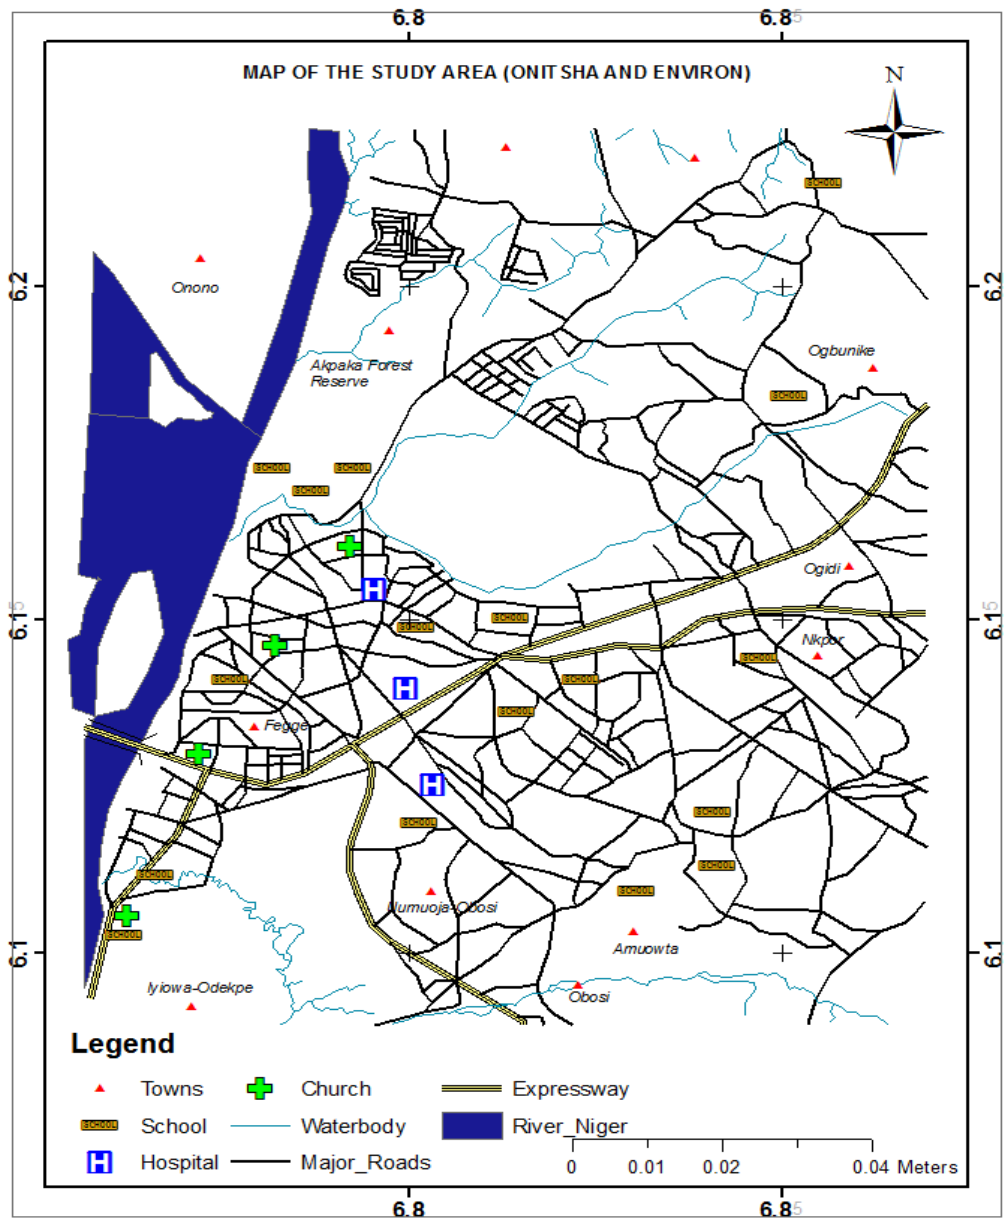 6.8
6.85
MAP OF THE STUDY AREA (ONITSHA AND ENVIRON)
N
SCHOOL
6.2
6.2
Onono
Ogbunike
Akpaka Forest
Reserve
SCHOOL
SCHOOL
SCHOOL
SCHOOL
Ogidi
H
6.15
6.15
SCHOOL
SCHOOL
Nkpor
SCHOOL
SCHOOL
SCHOOL
H
SCHOOL
Fegge
H
SCHOOL
SCHOOL
SCHOOL
SCHOOL
SCHOOL
Uumuoja-Obosi
SCHOOL
Amuowta
6.1
6.1
Iyiowa-Odekpe
Obosi
Legend
Towns
Church
Expressway
SCHOOL
School
Waterbody
River_Niger
H
Hospital
Major_Roads
0
0.01
0.02
0.04 Meters
6.8
6.85